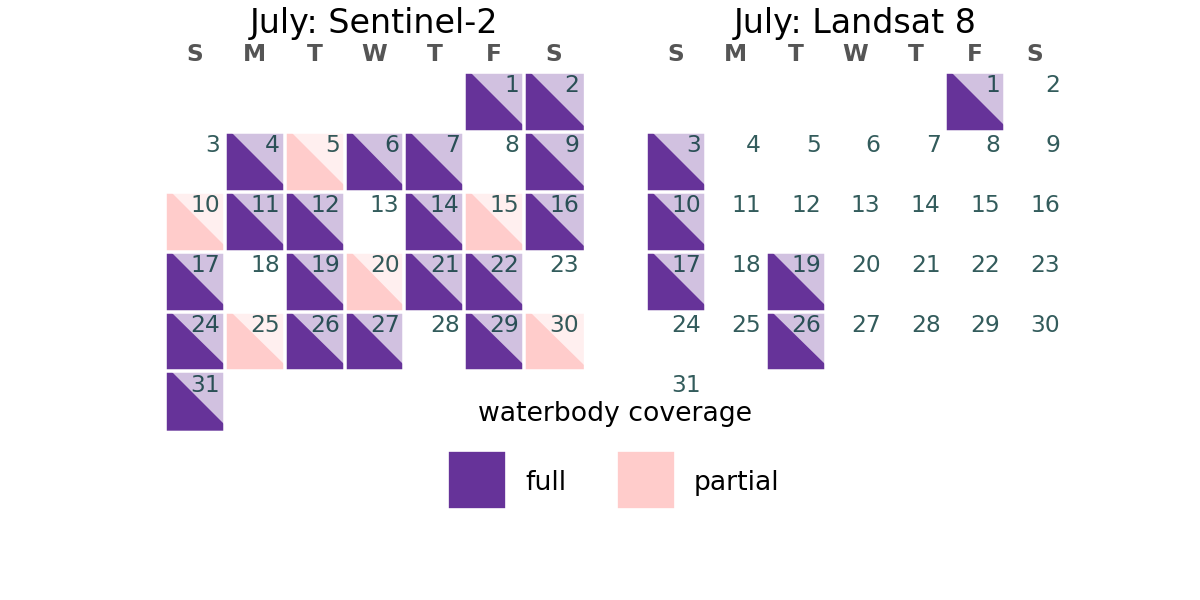 July: Sentinel-2
S M T W T F S
1 2
3 4 5 6 7 8 9
10 11 12 13 14 15 16
17 18 19 20 21 22 23
24 25 26 27 28 29 30
31
July: Landsat 8
S M T W T F S
1 2
3 4 5 6 7 8 9
10 11 12 13 14 15 16
17 18 19 20 21 22 23
24 25 26 27 28 29 30
31
waterbody coverage
full
partial